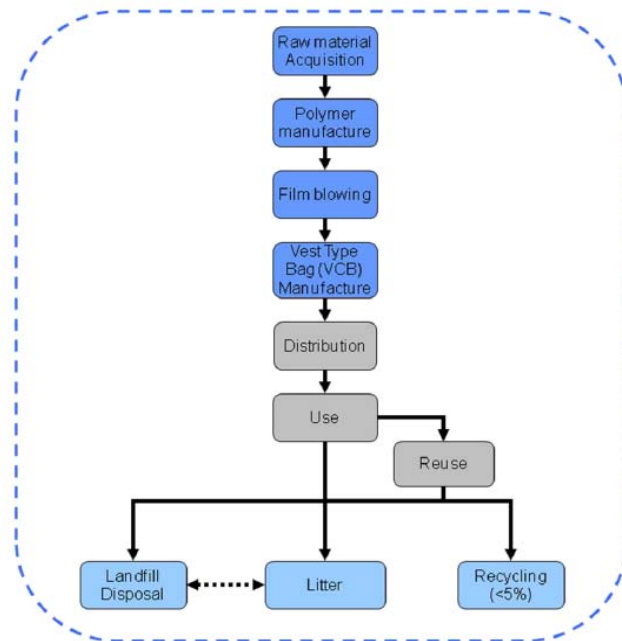 Raw material
Acquisition
Polymer
manufacture
Film blowing
Vest Type
Bag (VCB)
Manufacture
Distribution
Use
Reuse
Landfill
Disposal
Litter
Recycling
(<5%)